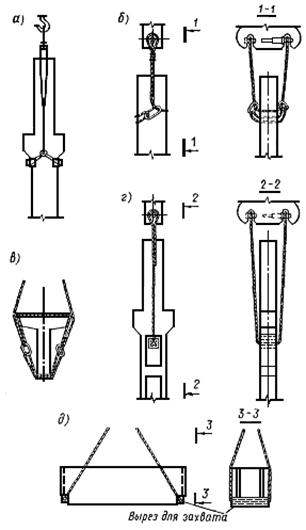 а)
б)
1
1-1
1
г)
2
2-2
в)
2
д)
3
3-3
3
Вырез для захвата